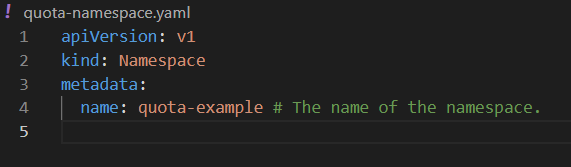 ! quota-namespace.yaml
1 apiVersion: v1
2 kind: Namespace
3 metadata:
4   name: quota-example # The name of the namespace.
5